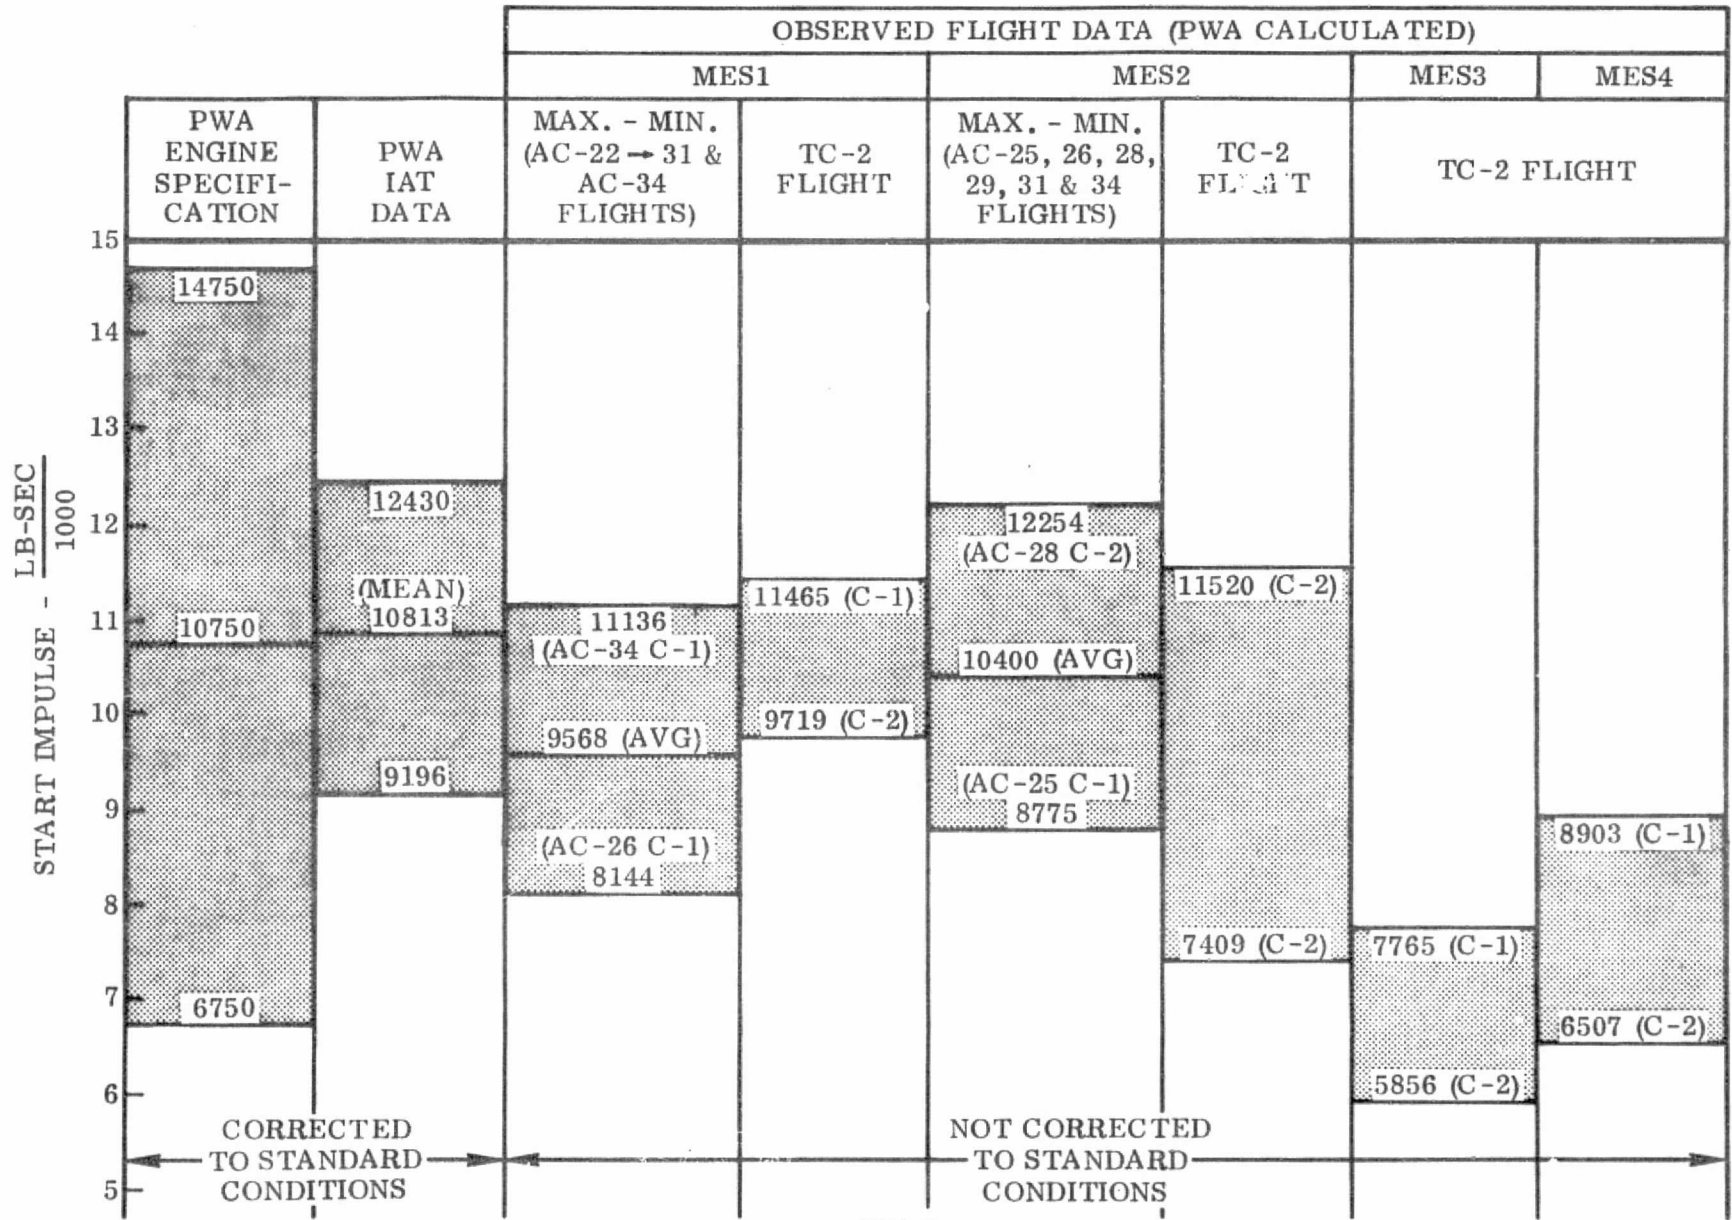 OBSERVED FLIGHT DATA (PWA CALCULATED)
MES1
MES2
MES3
MES4
PWA
ENGINE
SPECIFI-
CATION
PWA
IAT
DATA
MAX. - MIN.
(AC-22 → 31 &
AC-34
FLIGHTS)
TC-2
FLIGHT
MAX. - MIN.
(AC-25, 26, 28,
29, 31 & 34
FLIGHTS)
TC-2
TC-2 FLIGHT
START IMPULSE - LB-SEC
1000
15
14
13
12
11
10
9
8
7
6
5
14750
10750
6750
12430
(MEAN)
10813
9196
11136
(AC-34 C-1)
9568 (AVG)
(AC-26 C-1)
8144
11465 (C-1)
9719 (C-2)
12254
(AC-28 C-2)
10400 (AVG)
(AC-25 C-1)
8775
11520 (C-2)
7409 (C-2)
7765 (C-1)
5856 (C-2)
8903 (C-1)
6507 (C-2)
CORRECTED
TO STANDARD
CONDITIONS
NOT CORRECTED
TO STANDARD
CONDITIONS